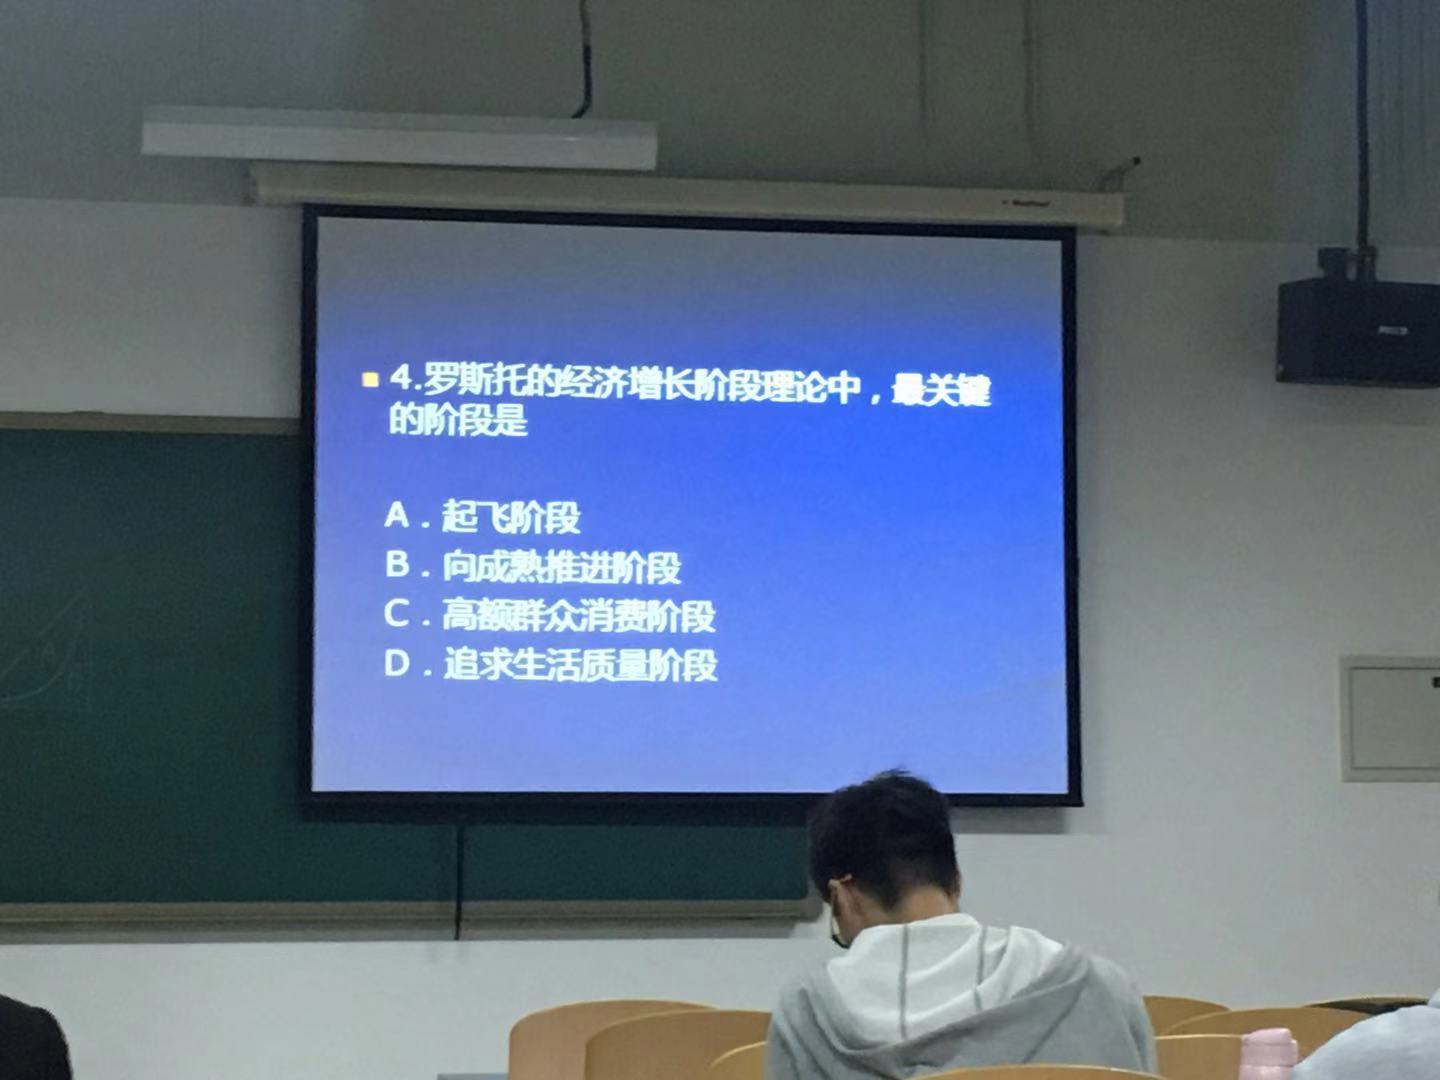 4.罗斯托的经济增长阶段理论中，最关键
的阶段是
A．起飞阶段
B．向成熟推进阶段
C．高额群众消费阶段
D．追求生活质量阶段